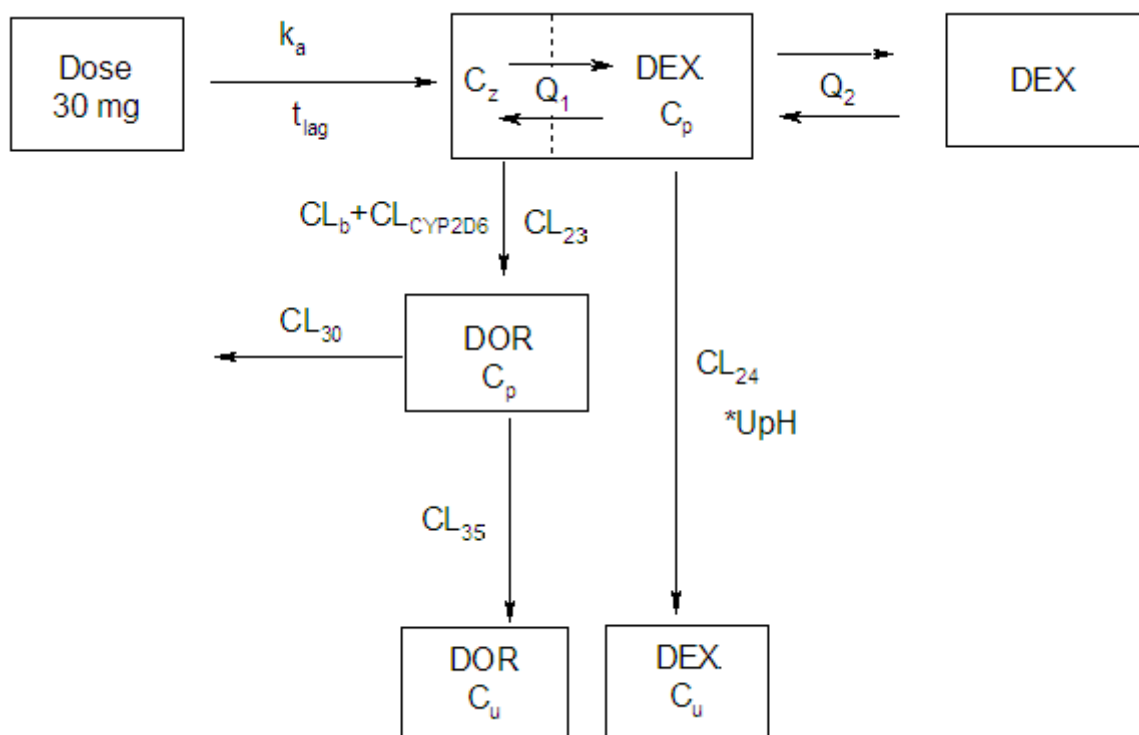 Dose
30 mg
k_a
t_lag
C_z
Q_1
DEX.
C_p
Q_2
DEX
CL_b+CL_CYP2D6
CL_23
CL_30
DOR
C_p
CL_24
*UpH
CL_35
DOR
C_u
DEX.
C_u